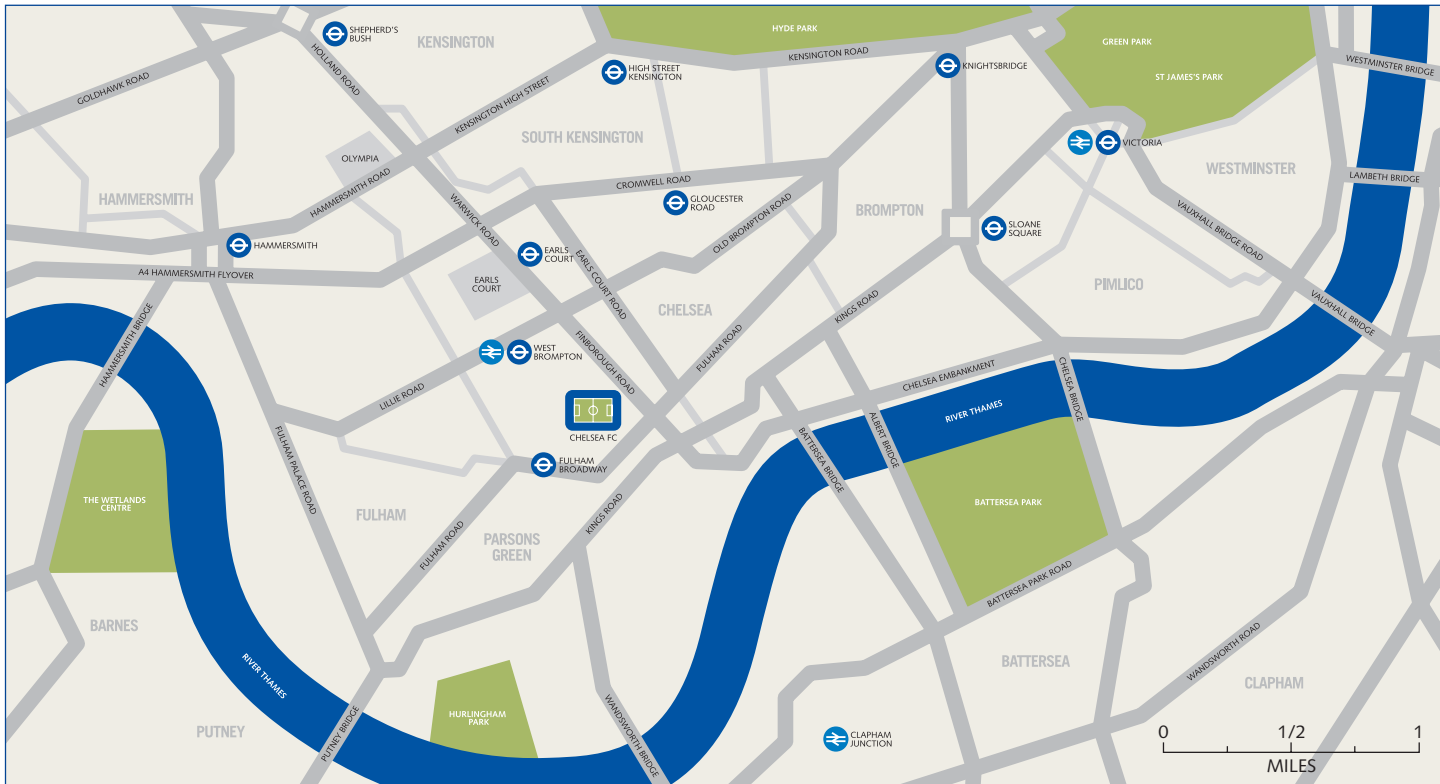 SHEPHERD'S
BUSH
KENSINGTON
HYDE PARK
GREEN PARK
HOLLAND ROAD
KENSINGTON ROAD
WESTMINSTER BRIDGE
GOLDHAWK ROAD
HIGH STREET
KENSINGTON
KNIGHTSBRIDGE
ST JAMES'S PARK
KENSINGTON HIGH STREET
SOUTH KENSINGTON
VICTORIA
OLYMPIA
WESTMINSTER
LAMBETH BRIDGE
HAMMERSMITH
HAMMERSMITH ROAD
CROMWELL ROAD
WARWICK ROAD
GLOUCESTER
ROAD
BROMPTON
OLD BROMPTON ROAD
SLOANE
SQUARE
VAUXHALL BRIDGE ROAD
HAMMERSMITH
EARLS
COURT
A4 HAMMERSMITH FLYOVER
EARLS
COURT
EARLS COURT ROAD
PIMLICO
CHELSEA
KINGS ROAD
VAUXHALL BRIDGE
HAMMERSMITH BRIDGE
WEST
BROMPTON
FINBOROUGH ROAD
FULHAM ROAD
CHELSEA EMBANKMENT
CHELSEA BRIDGE
LILLIE ROAD
RIVER THAMES
CHELSEA FC
ALBERT BRIDGE
BATTERSEA BRIDGE
FULHAM
BROADWAY
FULHAM PALACE ROAD
THE WETLANDS
CENTRE
BATTERSEA PARK
FULHAM
KINGS ROAD
PARSONS
GREEN
FULHAM ROAD
BATTERSEA PARK ROAD
BARNES
RIVER THAMES
BATTERSEA
WANDSWORTH ROAD
CLAPHAM
PUTNEY
HURLINGHAM
PARK
PUTNEY BRIDGE
WANDSWORTH BRIDGE
CLAPHAM
JUNCTION
0 1/2 1
MILES